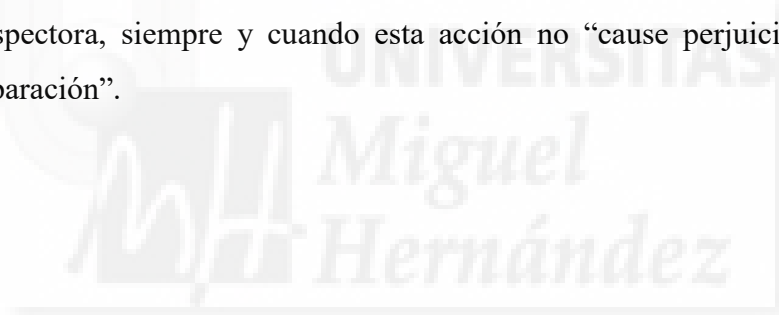 spectora, siempre y cuando esta acción no “cause perjuici
paración”.
UNIVERSITAS
Miguel
Hernández